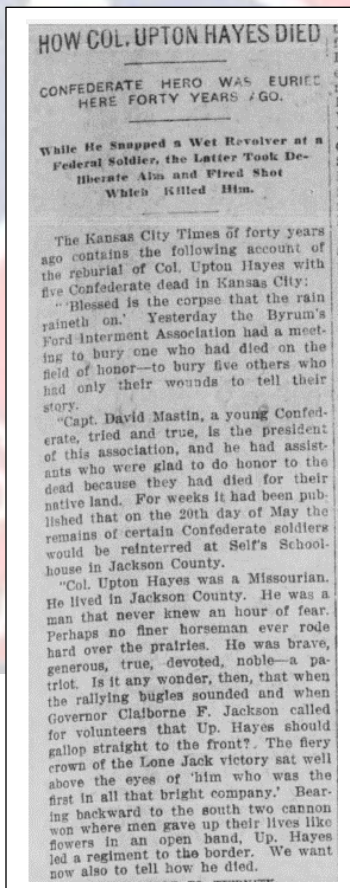 HOW COL. UPTON HAYES DIED
CONFEDERATE HERO WAS EURIED
HERE FORTY YEARS AGO.
While He Snapped a Wet Revolver at a
Federal Soldier, the Latter Took De-
liberate Aim and Fired Shot
Which Killed Him.
The Kansas City Times of forty years
ago contains the following account of
the reburial of Col. Upton Hayes with
five Confederate dead in Kansas City:
"'Blessed is the corpse that the rain
raineth on.' Yesterday the Byrum's
Ford Interment Association had a meet-
ing to bury one who had died on the
field of honor—to bury five others who
had only their wounds to tell their
story.
"Capt. David Mastin, a young Confed-
erate, tried and true, is the president
of this association, and he had assist-
ants who were glad to do honor to the
dead because they had died for their
native land. For weeks it had been pub-
lished that on the 20th day of May the
remains of certain Confederate soldiers
would be reinterred at Self's School-
house in Jackson County.
"Col. Upton Hayes was a Missourian.
He lived in Jackson County. He was a
man that never knew an hour of fear.
Perhaps no finer horseman ever rode
hard over the prairies. He was brave,
generous, true, devoted, noble—a pa-
triot. Is it any wonder, then, that when
the rallying bugles sounded and when
Governor Claiborne F. Jackson called
for volunteers that Up. Hayes should
gallop straight to the front? The fiery
crown of the Lone Jack victory sat well
above the eyes of 'him who was the
first in all that bright company.' Bear-
ing backward to the south two cannon
won where men gave up their lives like
flowers in an open hand, Up. Hayes
led a regiment to the border. We want
now also to tell how he died.